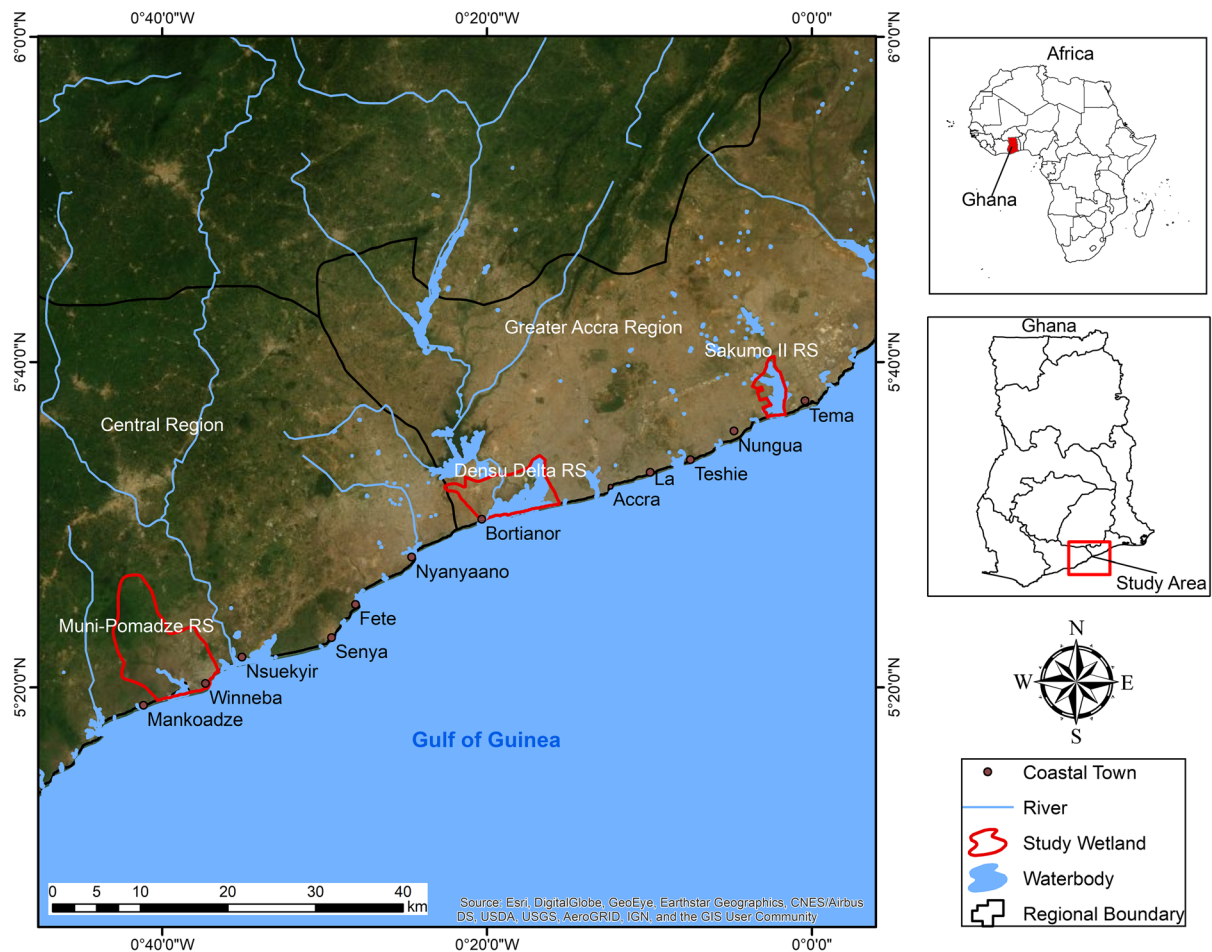 0°40'0"W
0°20'0"W
0°0'0"
6°0'0"N
6°0'0"N
Africa
Ghana
Greater Accra Region
Ghana
Sakumo II RS
5°40'0"N
5°40'0"N
Tema
Central Region
Nungua
Densu Delta RS
La
Teshie
Accra
Bortianor
Nyanyaano
Study Area
Fete
Muni-Pomadze RS
Senya
N
Nsuekyir
W
E
5°20'0"N
5°20'0"N
Winneba
Mankoadze
S
Gulf of Guinea
Coastal Town
River
Study Wetland
Waterbody
Regional Boundary
0 5 10 20 30 40
km
Source: Esri, DigitalGlobe, GeoEye, Earthstar Geographics, CNES/Airbus
DS, USDA, USGS, AeroGRID, IGN, and the GIS User Community
0°40'0"W
0°20'0"W
0°0'0"